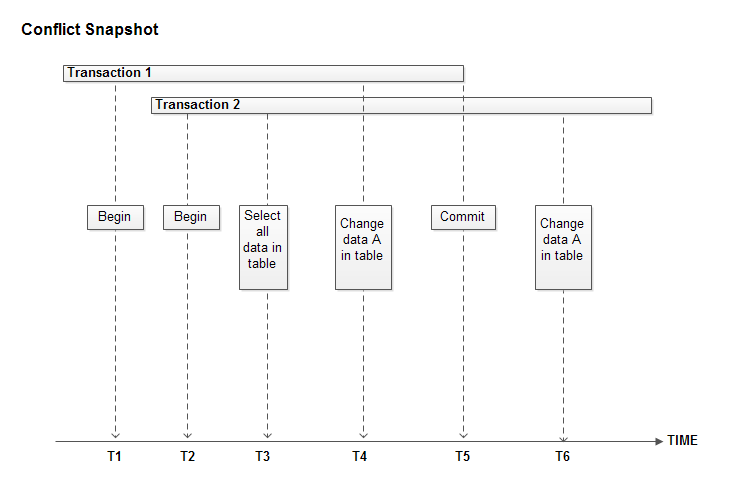 Conflict Snapshot
Transaction 1
Transaction 2
Begin
Begin
Select
all
data in
table
Change
data A
in table
Commit
Change
data A
in table
TIME
T1
T2
T3
T4
T5
T6